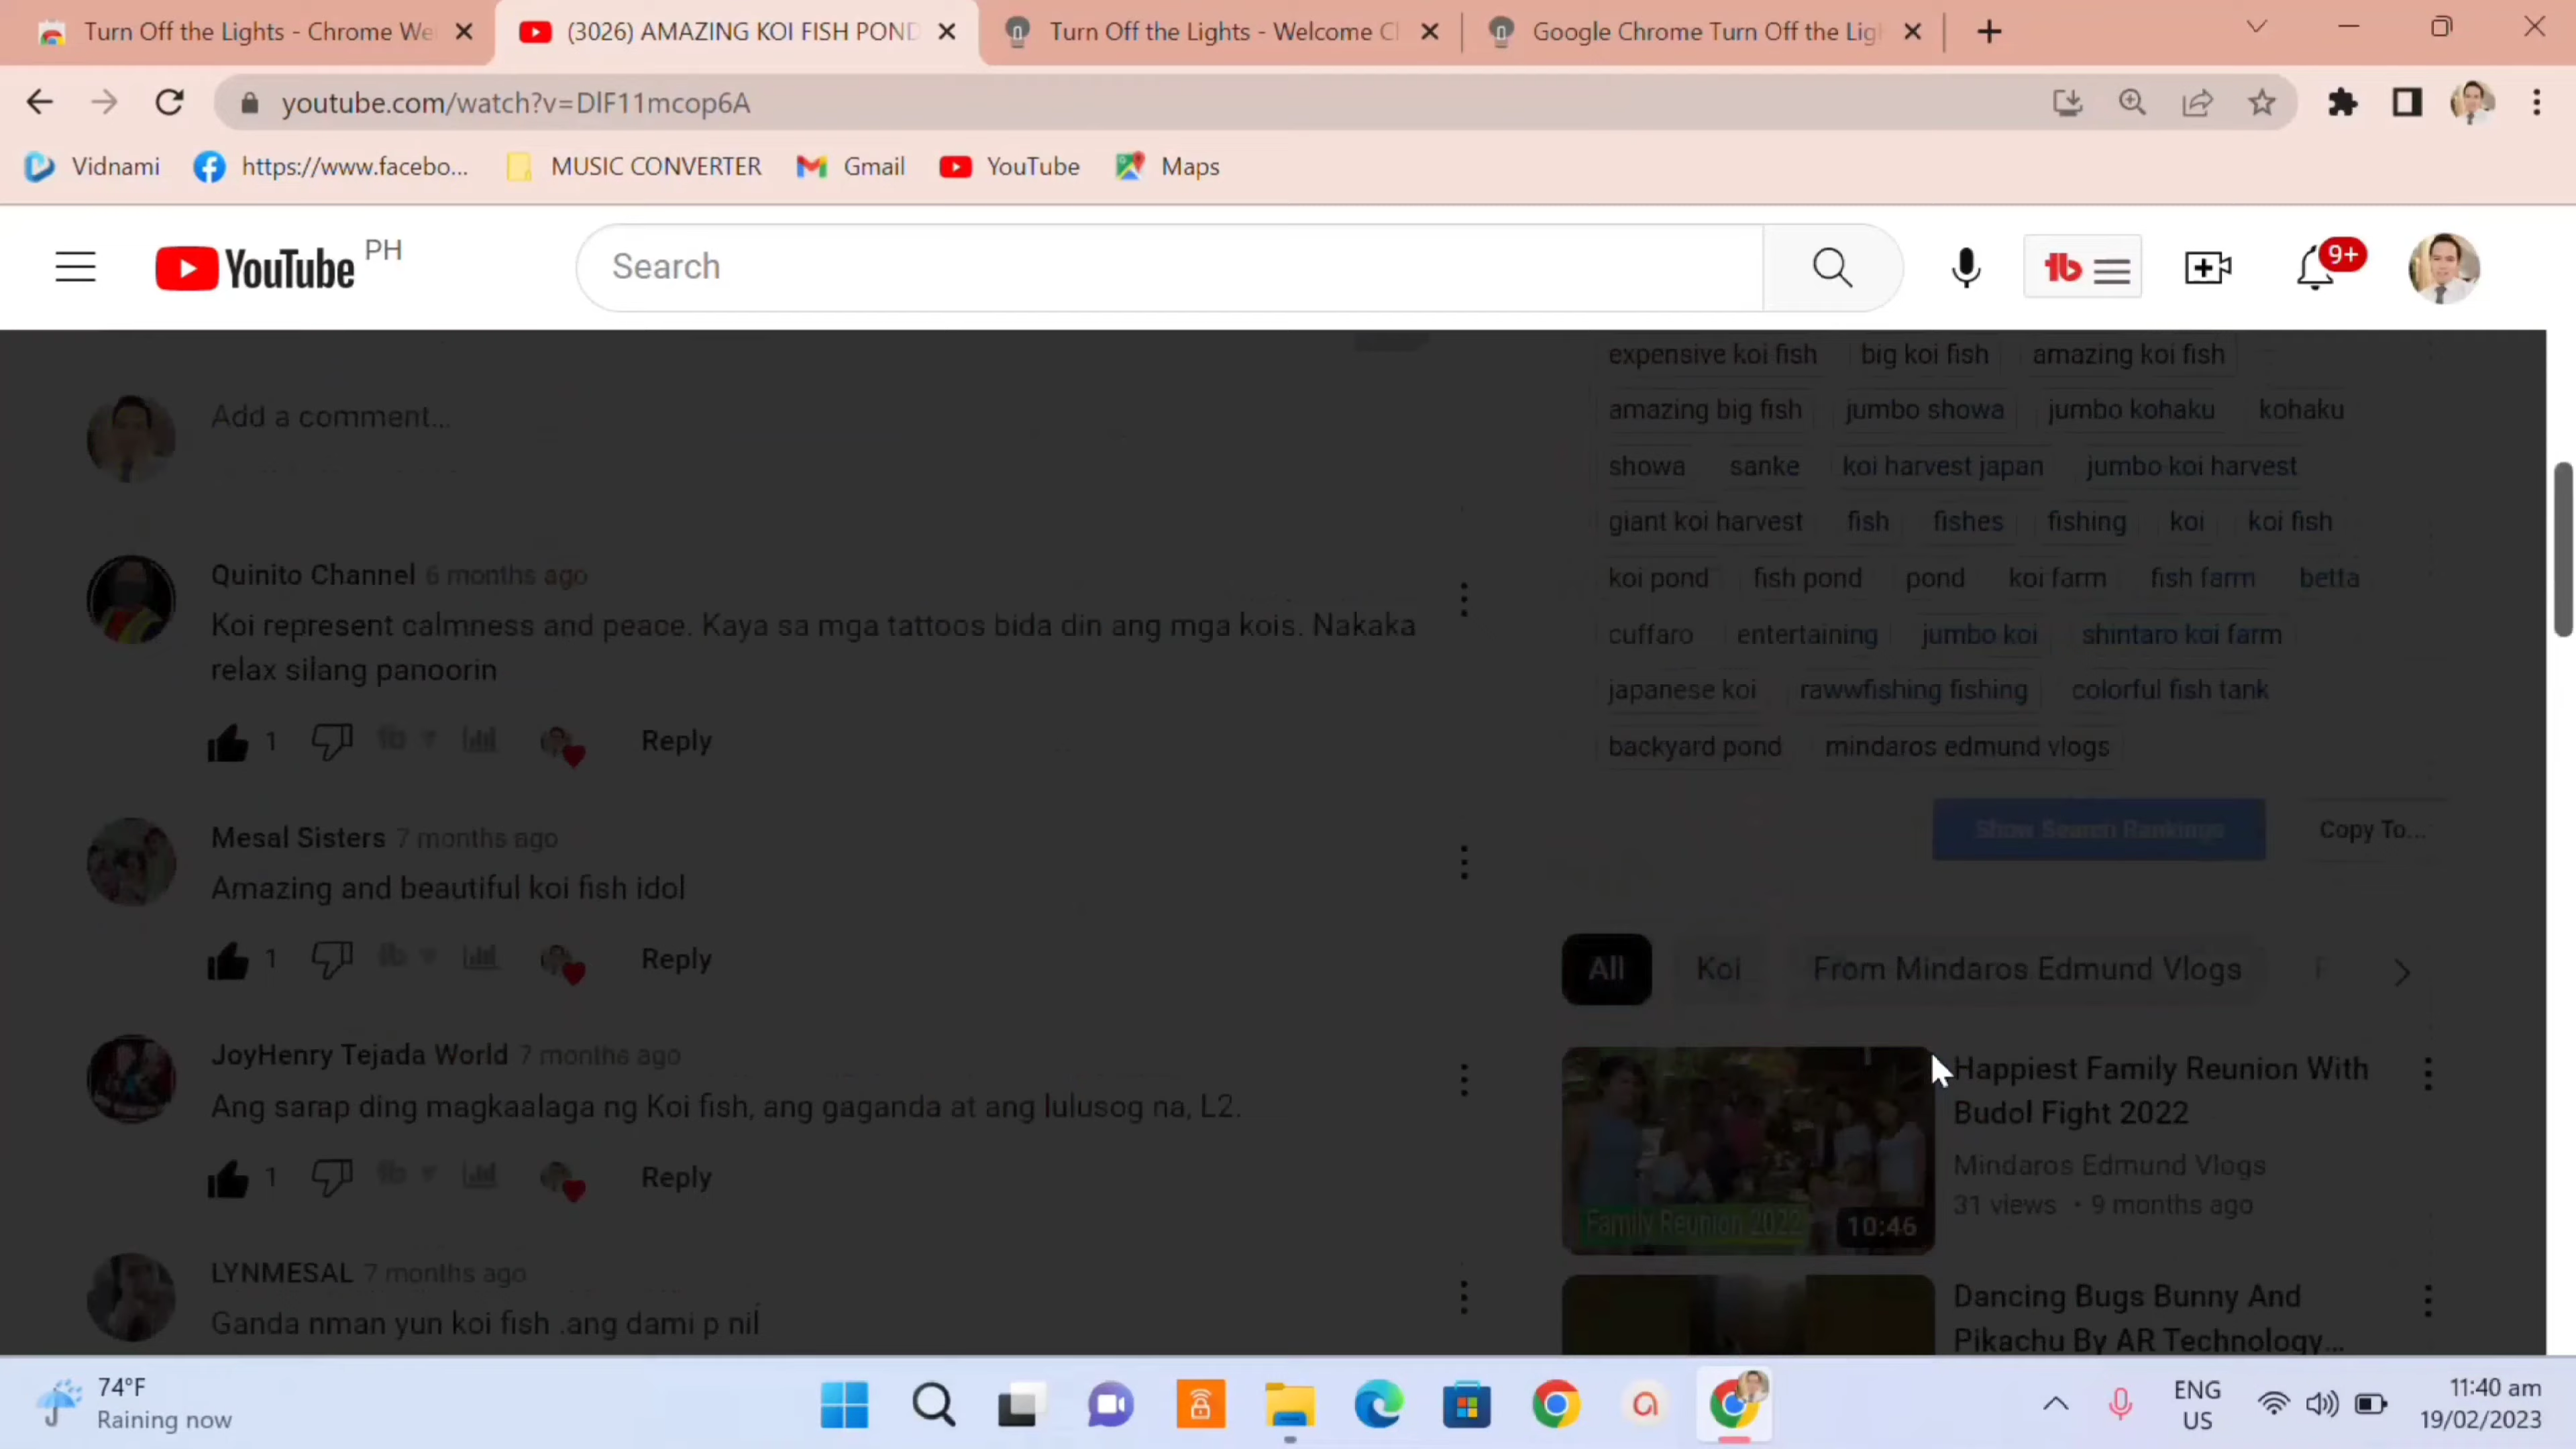 Turn Off the Lights - Chrome We
(3026) AMAZING KOI FISH POND
Turn Off the Lights - Welcome C
Google Chrome Turn Off the Lig
youtube.com/watch?v=DlF11mcop6A
Vidnami
https://www.facebo...
MUSIC CONVERTER
Gmail
YouTube
Maps
YouTube PH
Search
tb
9+
Add a comment...
Quinito Channel 6 months ago
Koi represent calmness and peace. Kaya sa mga tattoos bida din ang mga kois. Nakaka
relax silang panoorin
1 Reply
Mesal Sisters 7 months ago
Amazing and beautiful koi fish idol
1 Reply
JoyHenry Tejada World 7 months ago
Ang sarap ding magkaalaga ng Koi fish, ang gaganda at ang lulusog na, L2.
1 Reply
LYNMESAL 7 months ago
Ganda nman yun koi fish .ang dami p nil
expensive koi fish big koi fish amazing koi fish
amazing big fish jumbo showa jumbo kohaku kohaku
showa sanke koi harvest japan jumbo koi harvest
giant koi harvest fish fishes fishing koi koi fish
koi pond fish pond pond koi farm fish farm betta
cuffaro entertaining jumbo koi shintaro koi farm
japanese koi rawwfishing fishing colorful fish tank
backyard pond mindaros edmund vlogs
Show Search Rankings Copy To...
All Koi From Mindaros Edmund Vlogs
Family Reunion 2022
10:46
Happiest Family Reunion With
Budol Fight 2022
Mindaros Edmund Vlogs
31 views • 9 months ago
Dancing Bugs Bunny And
Pikachu By AR Technology...
74°F
Raining now
ENG
US
11:40 am
19/02/2023